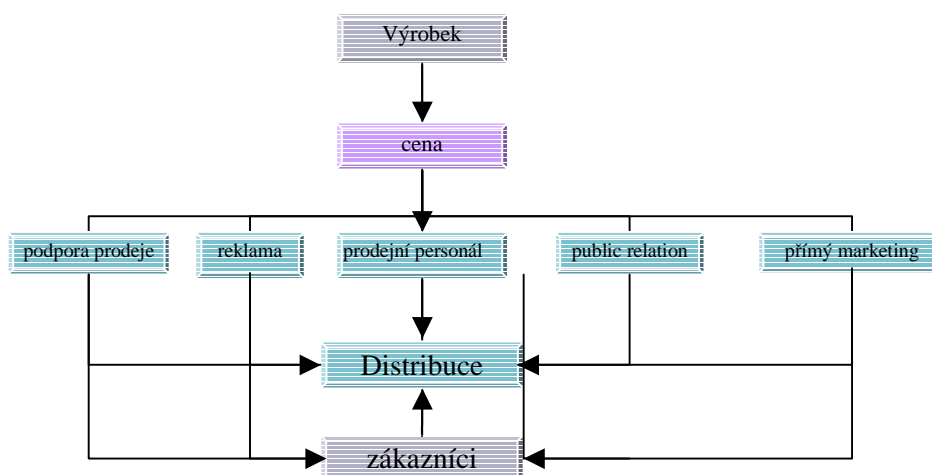 Výrobek
cena
podpora prodeje
reklama
prodejní personál
public relation
přímý marketing
Distribuce
zákazníci